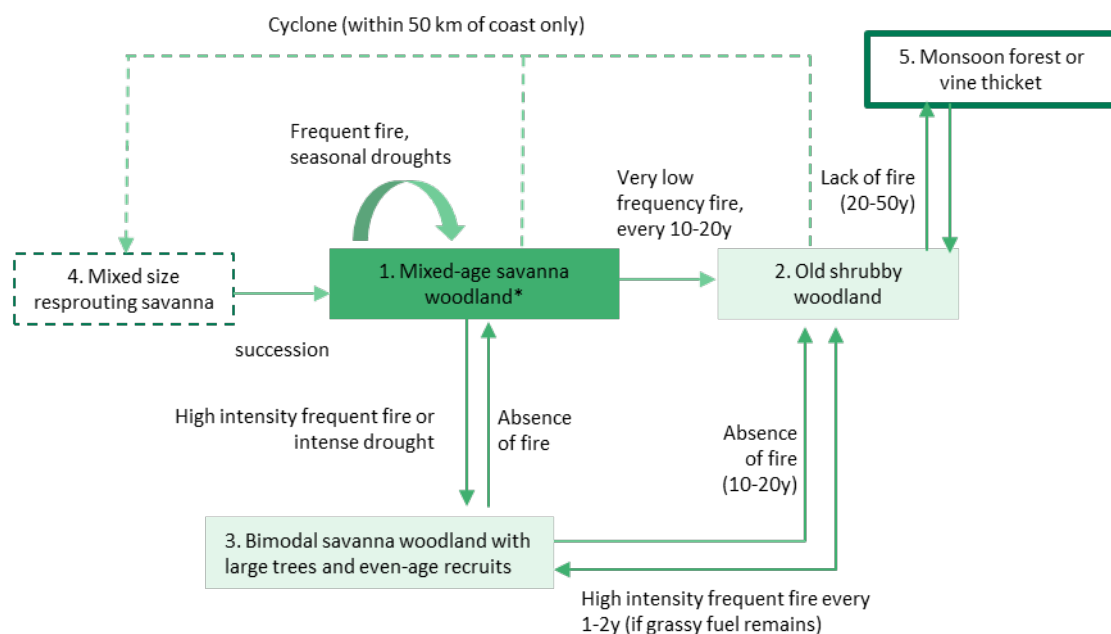 Cyclone (within 50 km of coast only)
5. Monsoon forest or
vine thicket
Frequent fire,
seasonal droughts
Very low
frequency fire,
every 10-20y
Lack of fire
(20-50y)
4. Mixed size
resprouting savanna
1. Mixed-age savanna
woodland*
2. Old shrubby
woodland
succession
High intensity frequent fire or
intense drought
Absence
of fire
Absence
of fire
(10-20y)
3. Bimodal savanna woodland with
large trees and even-age recruits
High intensity frequent fire every
1-2y (if grassy fuel remains)